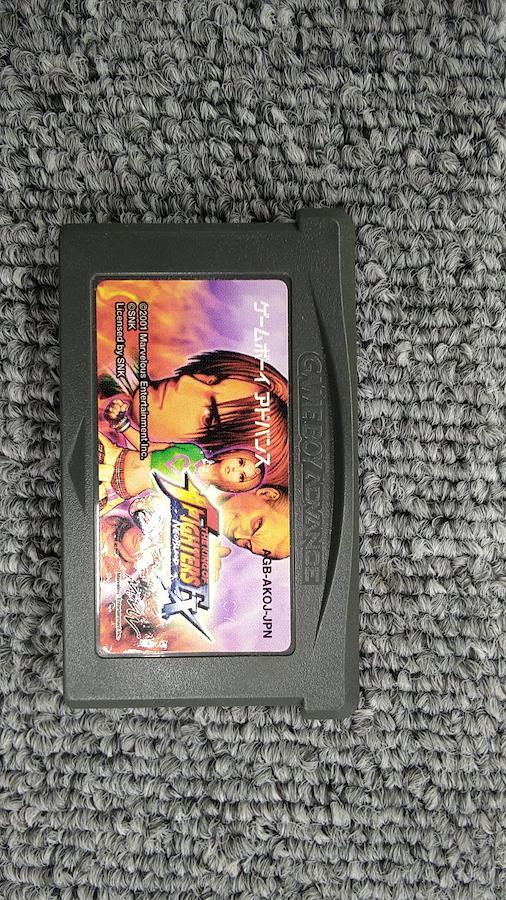 GAME BOY ADVANCE
ゲームボーイ アドバンス
AGB-AKOJ-JPN
THE KING OF
FIGHTERS
EX
NEOBLOOD
©2001 Marvelous Entertainment Inc.
©SNK
Licensed by SNK